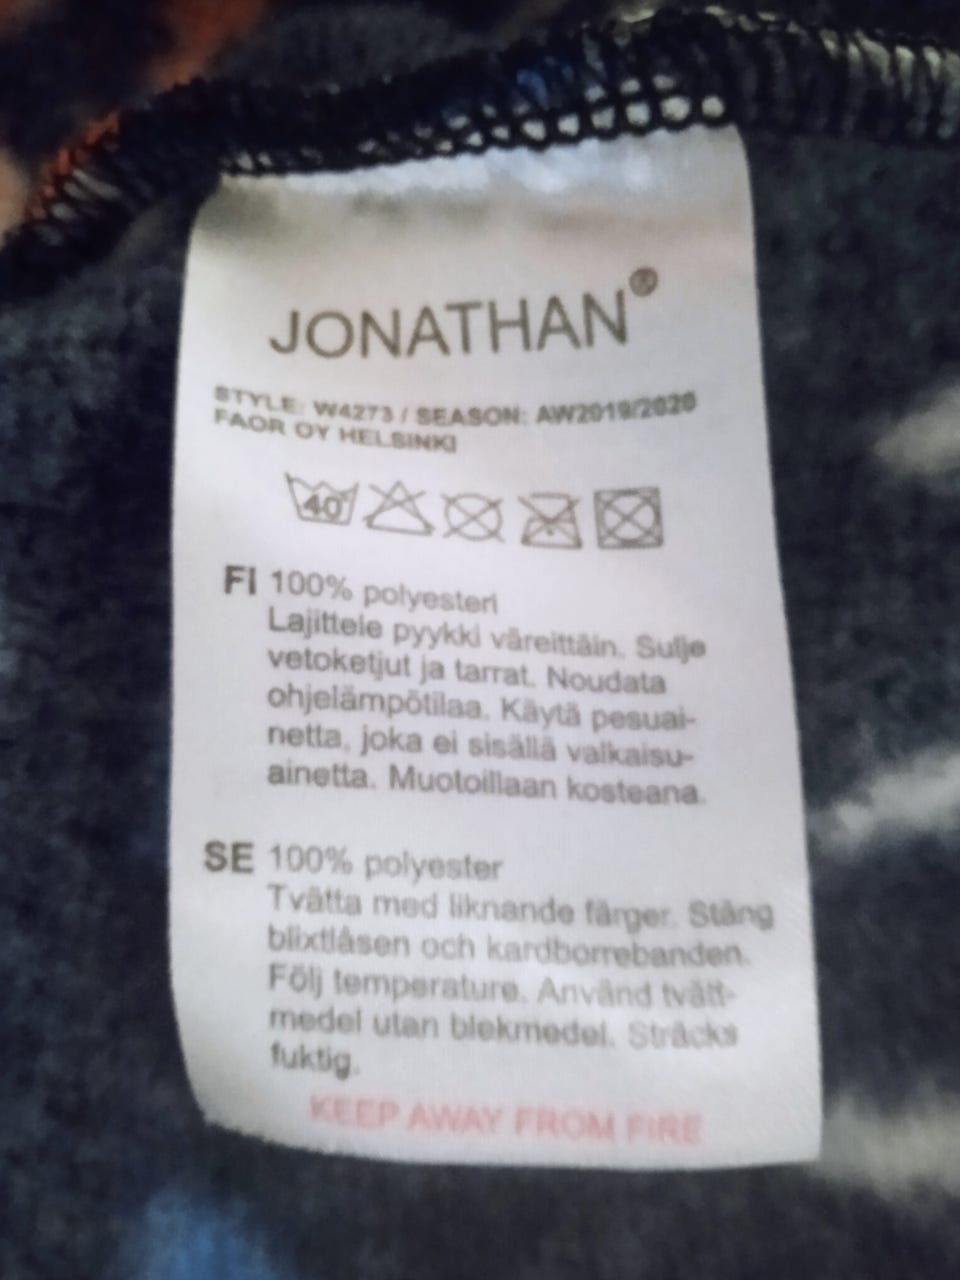 JONATHAN®
STYLE: W4273 / SEASON: AW2019/2020
FAOR OY HELSINKI
40
FI 100% polyesteri
Lajittele pyykki väreittäin. Sulje
vetoketjut ja tarrat. Noudata
ohjelämpötilaa. Käytä pesuai-
netta, joka ei sisällä valkaisu-
ainetta. Muotoillaan kosteana.
SE 100% polyester
Tvätta med liknande färger. Stäng
blixtlåsen och kardborrebanden.
Följ temperature. Använd tvätt-
medel utan blekmedel. Sträcks
fuktig.
KEEP AWAY FROM FIRE